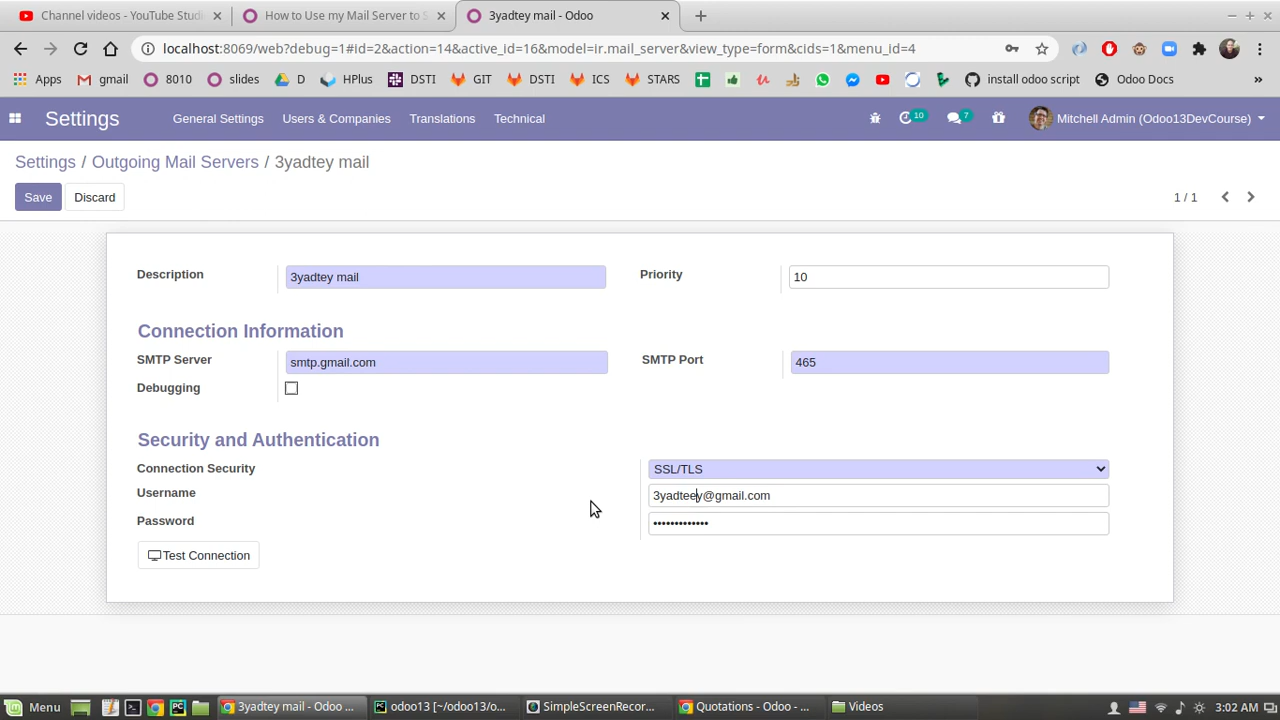 Channel videos - YouTube Studi
How to Use my Mail Server to S
3yadtey mail - Odoo
localhost:8069/web?debug=1#id=2&action=14&active_id=16&model=ir.mail_server&view_type=form&cids=1&menu_id=4
Apps gmail 8010 slides D HPlus DSTI GIT DSTI ICS STARS install odoo script Odoo Docs »
Settings General Settings Users & Companies Translations Technical 10 7 Mitchell Admin (Odoo13DevCourse)
Settings / Outgoing Mail Servers / 3yadtey mail
Save Discard 1 / 1
Description 3yadtey mail Priority 10
Connection Information
SMTP Server smtp.gmail.com SMTP Port 465
Debugging
Security and Authentication
Connection Security SSL/TLS
Username 3yadteey@gmail.com
Password •••••••••••••
Test Connection
Menu 3yadtey mail - Odoo ... odoo13 [~/odoo13/o... SimpleScreenRecor... Quotations - Odoo - ... Videos 3:02 AM